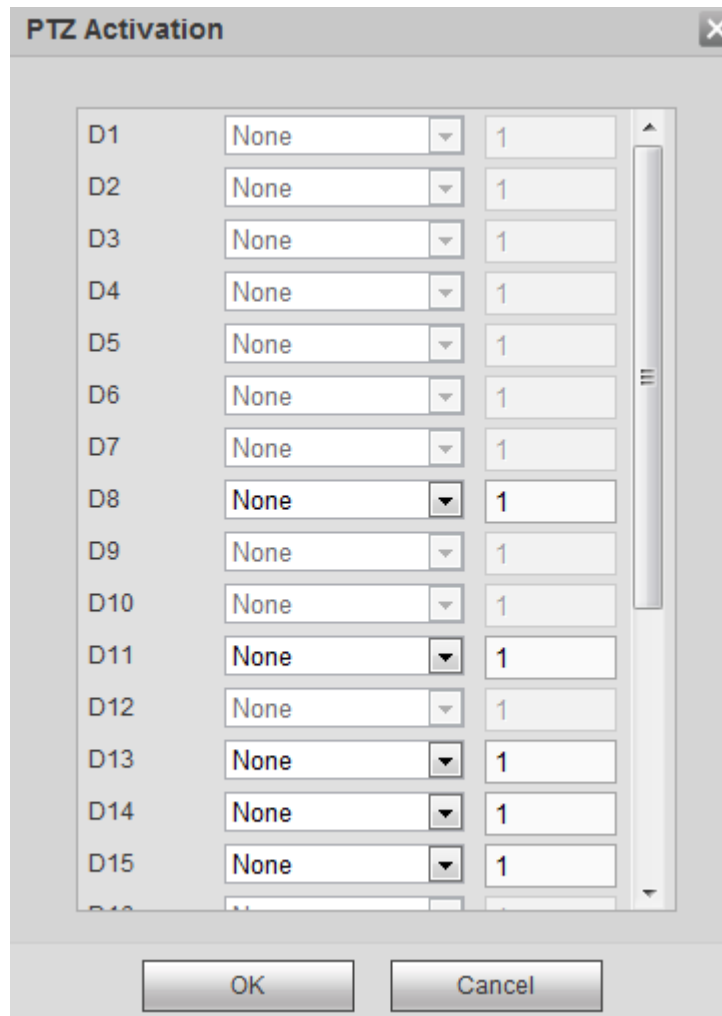 PTZ Activation
D1 None 1
D2 None 1
D3 None 1
D4 None 1
D5 None 1
D6 None 1
D7 None 1
D8 None 1
D9 None 1
D10 None 1
D11 None 1
D12 None 1
D13 None 1
D14 None 1
D15 None 1
OK Cancel